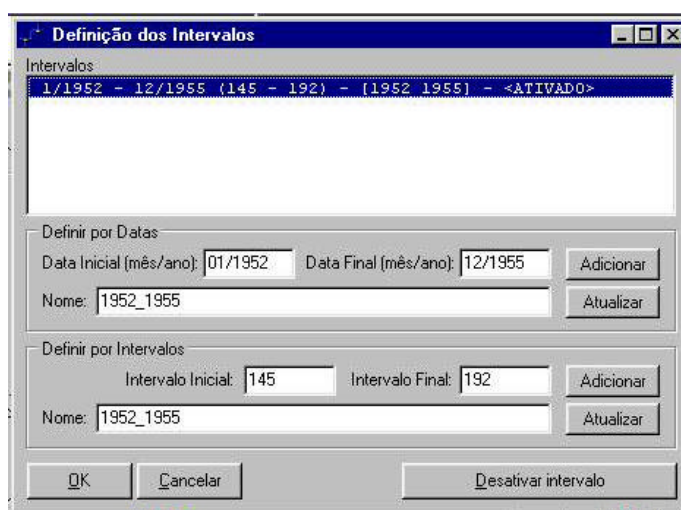 Definição dos Intervalos
Intervalos
1/1952 - 12/1955 (145 - 192) - [1952 1955] - <ATIVADO>
Definir por Datas
Data Inicial (mês/ano): 01/1952 Data Final (mês/ano): 12/1955 Adicionar
Nome: 1952_1955 Atualizar
Definir por Intervalos
Intervalo Inicial: 145 Intervalo Final: 192 Adicionar
Nome: 1952_1955 Atualizar
OK Cancelar Desativar intervalo